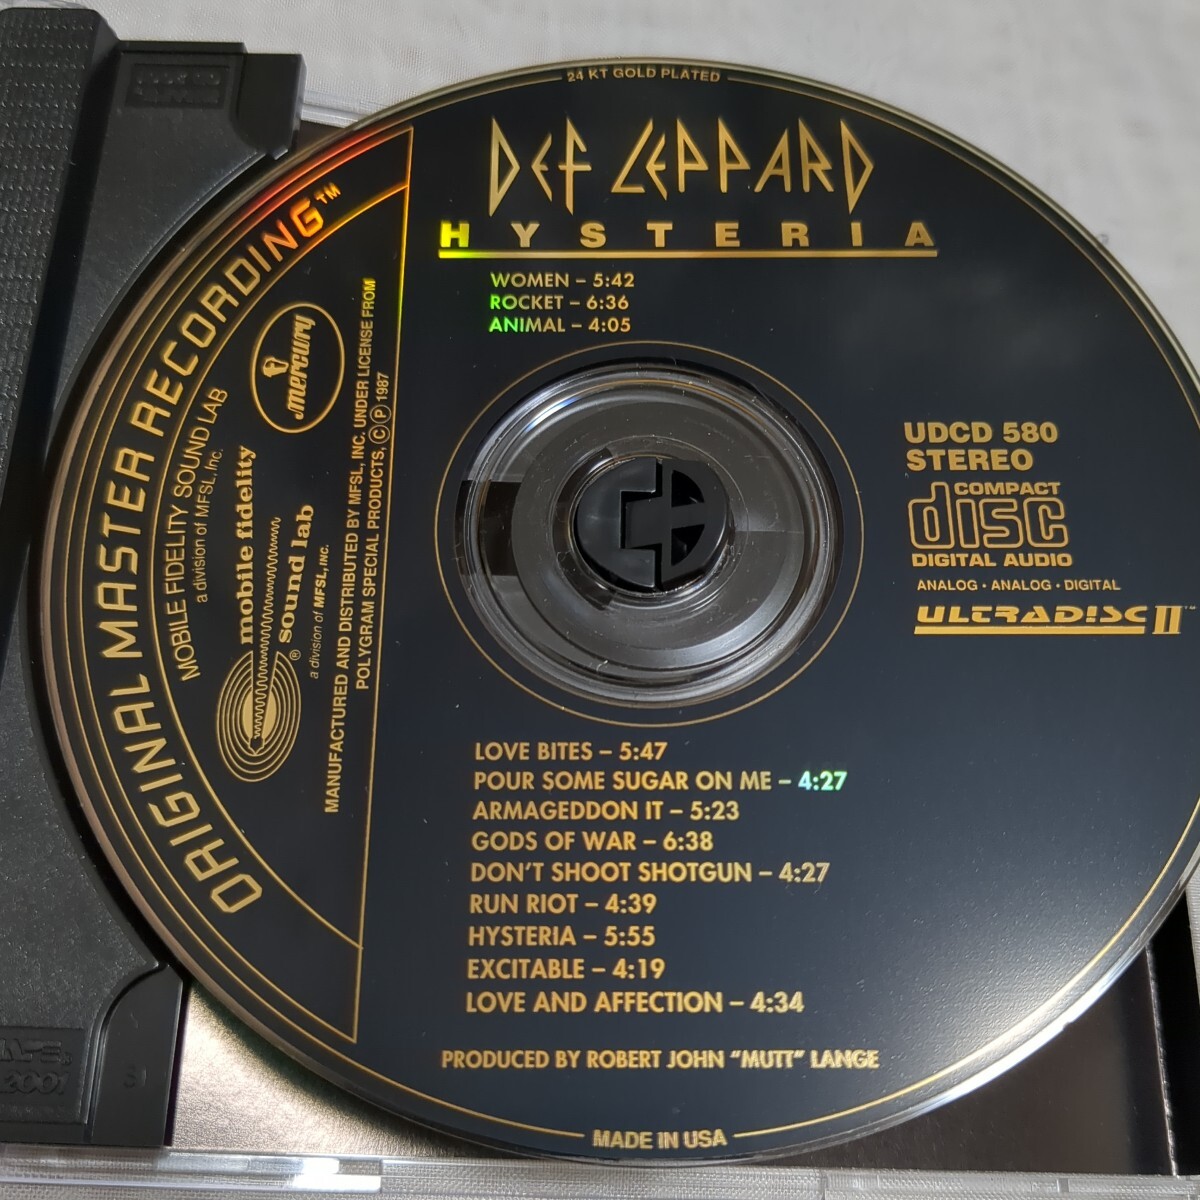 24 KT GOLD PLATED
DEF LEPPARD
HYSTERIA
WOMEN – 5:42
ROCKET – 6:36
ANIMAL – 4:05
UDCD 580
STEREO
COMPACT
disc
DIGITAL AUDIO
ANALOG • ANALOG • DIGITAL
ULTRADISC II™
LOVE BITES – 5:47
POUR SOME SUGAR ON ME – 4:27
ARMAGEDDON IT – 5:23
GODS OF WAR – 6:38
DON'T SHOOT SHOTGUN – 4:27
RUN RIOT – 4:39
HYSTERIA – 5:55
EXCITABLE – 4:19
LOVE AND AFFECTION – 4:34
PRODUCED BY ROBERT JOHN "MUTT" LANGE
MADE IN USA
ORIGINAL MASTER RECORDING™
MOBILE FIDELITY SOUND LAB
a division of MFSL, Inc.
mercury
mobile fidelity
sound lab®
a division of MFSL, INC.
MANUFACTURED AND DISTRIBUTED BY MFSL, INC. UNDER LICENSE FROM
POLYGRAM SPECIAL PRODUCTS, Ⓒ Ⓟ 1987
2001